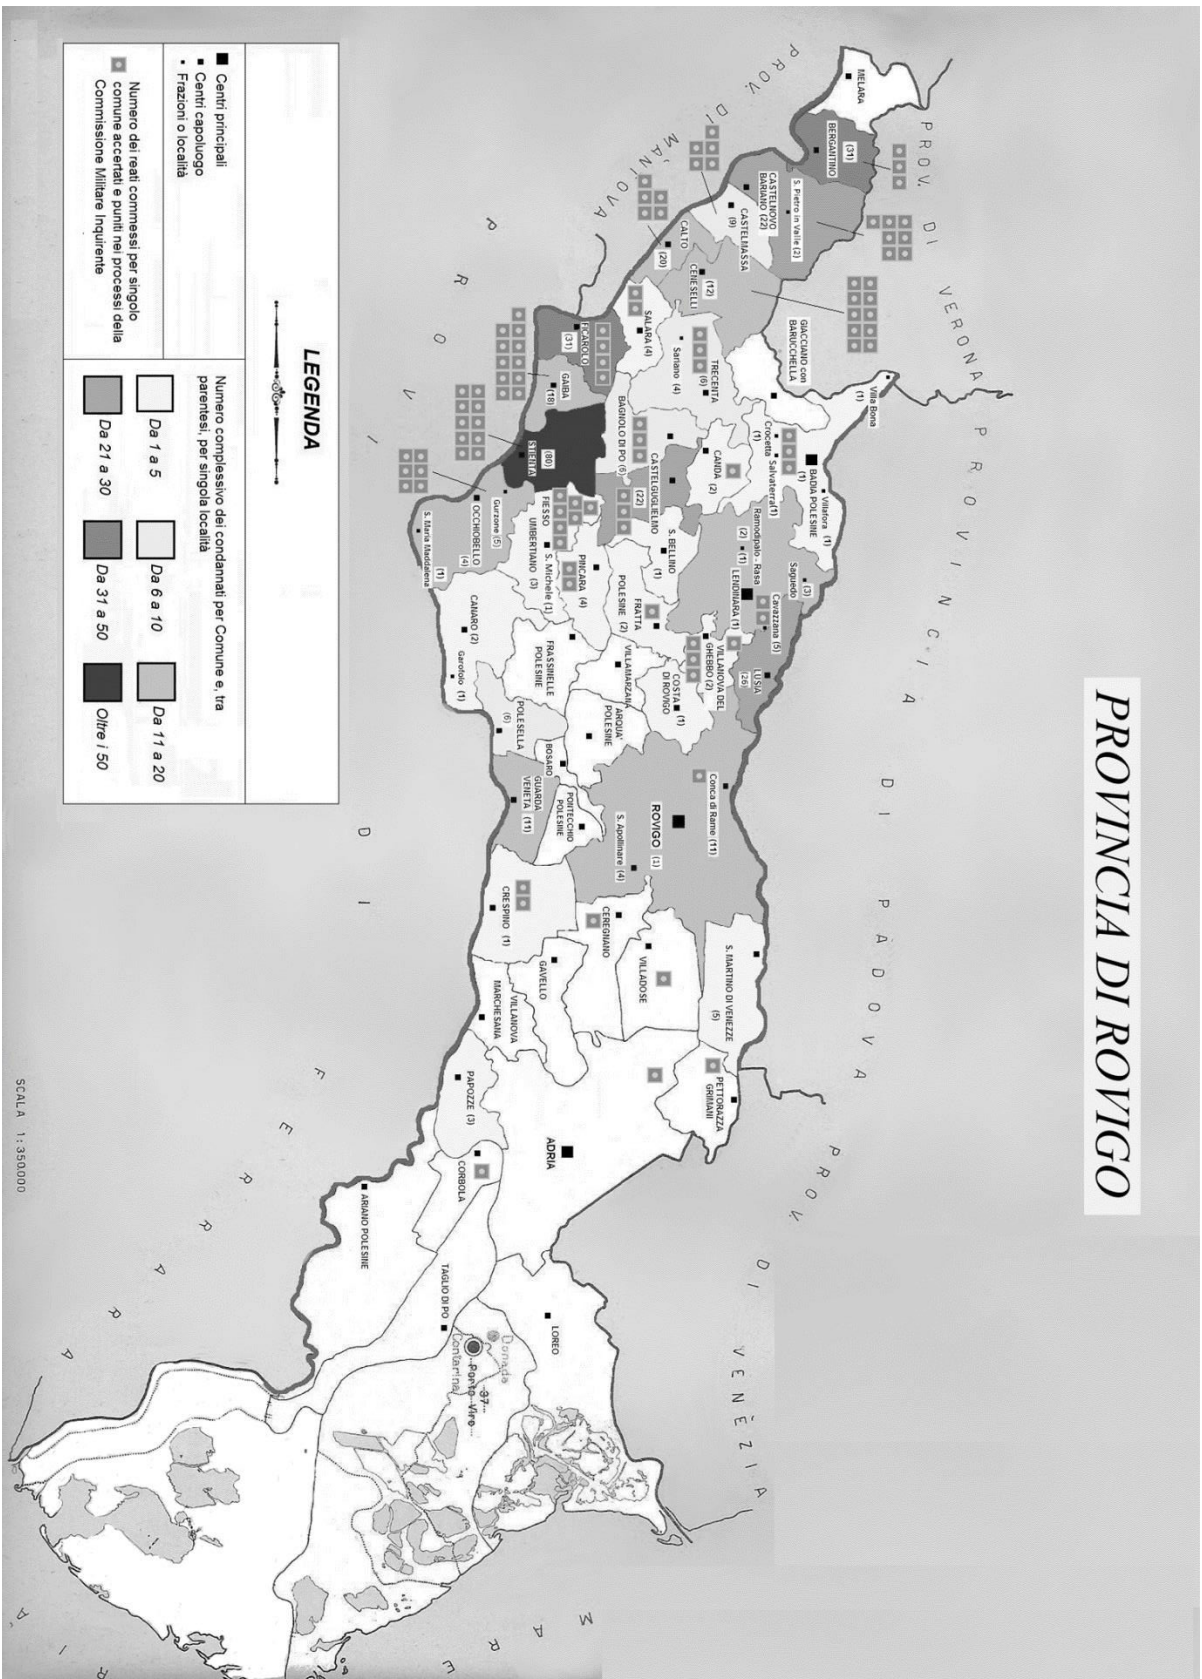 PROVINCIA DI ROVIGO
PROV. DI VERONA
PROVINCIA DI PADOVA
PROV. DI VENEZIA
PROV. DI MANTOVA
PROV. DI FERRARA
MARE
MELARA
(31)
BERGANTINO
S. Pietro in Valle (2)
CASTELNOVO
BARIANO (22)
CASTELMASSA
(9)
CALTO
(20)
(12)
CENESELLI
SALARA (4)
Sariano (4)
TRECENTA
(6)
GIACCIANO con
BARUCHELLA
Villa Bona
(1)
Crocetta
(1)
Salvaterra
(1)
BADIA POLESINE
(1)
Villafora
(1)
FICAROLO
(31)
GAIBA
(18)
STIENTA
(80)
BAGNOLO DI PO (6)
CANDA
(2)
CASTELGUGLIELMO
(22)
S. BELLINO
(1)
Ramodipalo - Rasa
(2)
(1)
LENDINARA (1)
Saguedo
(3)
Cavazzana (5)
LUSIA
(26)
FIESSO
UMBERTIANO (3)
S. Michele (1)
PINCARA (4)
Gurzone (5)
OCCHIOBELLO
(4)
S. Maria Maddalena
(1)
FRATTA
POLESINE (2)
VILLANOVA DEL
GHEBBO (2)
VILLAMARZANA
COSTA
DI ROVIGO
(1)
CANARO (2)
Garofolo (1)
FRASSINELLE
POLESINE
POLESELLA
(6)
ARQUA'
POLESINE
BOSARO
GUARDA
VENETA (11)
PONTECCHIO
POLESINE
Conca di Rame (11)
ROVIGO (1)
S. Apollinare (4)
CRESPINO (1)
CEREGNANO
VILLADOSE
S. MARTINO DI VENEZZE
(5)
GAVELLO
VILLANOVA
MARCHESANA
PETTORAZZA
GRIMANI
PAPOZZE (3)
ADRIA
CORBOLA
ARIANO POLESINE
TAGLIO DI PO
LOREO
Donada
37
Porto Viro
Contarina
LEGENDA
Centri principali
Centri capoluogo
Frazioni o località
Numero dei reati commessi per singolo
comune accertati e puniti nei processi della
Commissione Militare Inquirente
Numero complessivo dei condannati per Comune e, tra
parentesi, per singola località
Da 1 a 5
Da 6 a 10
Da 11 a 20
Da 21 a 30
Da 31 a 50
Oltre i 50
SCALA 1:350.000